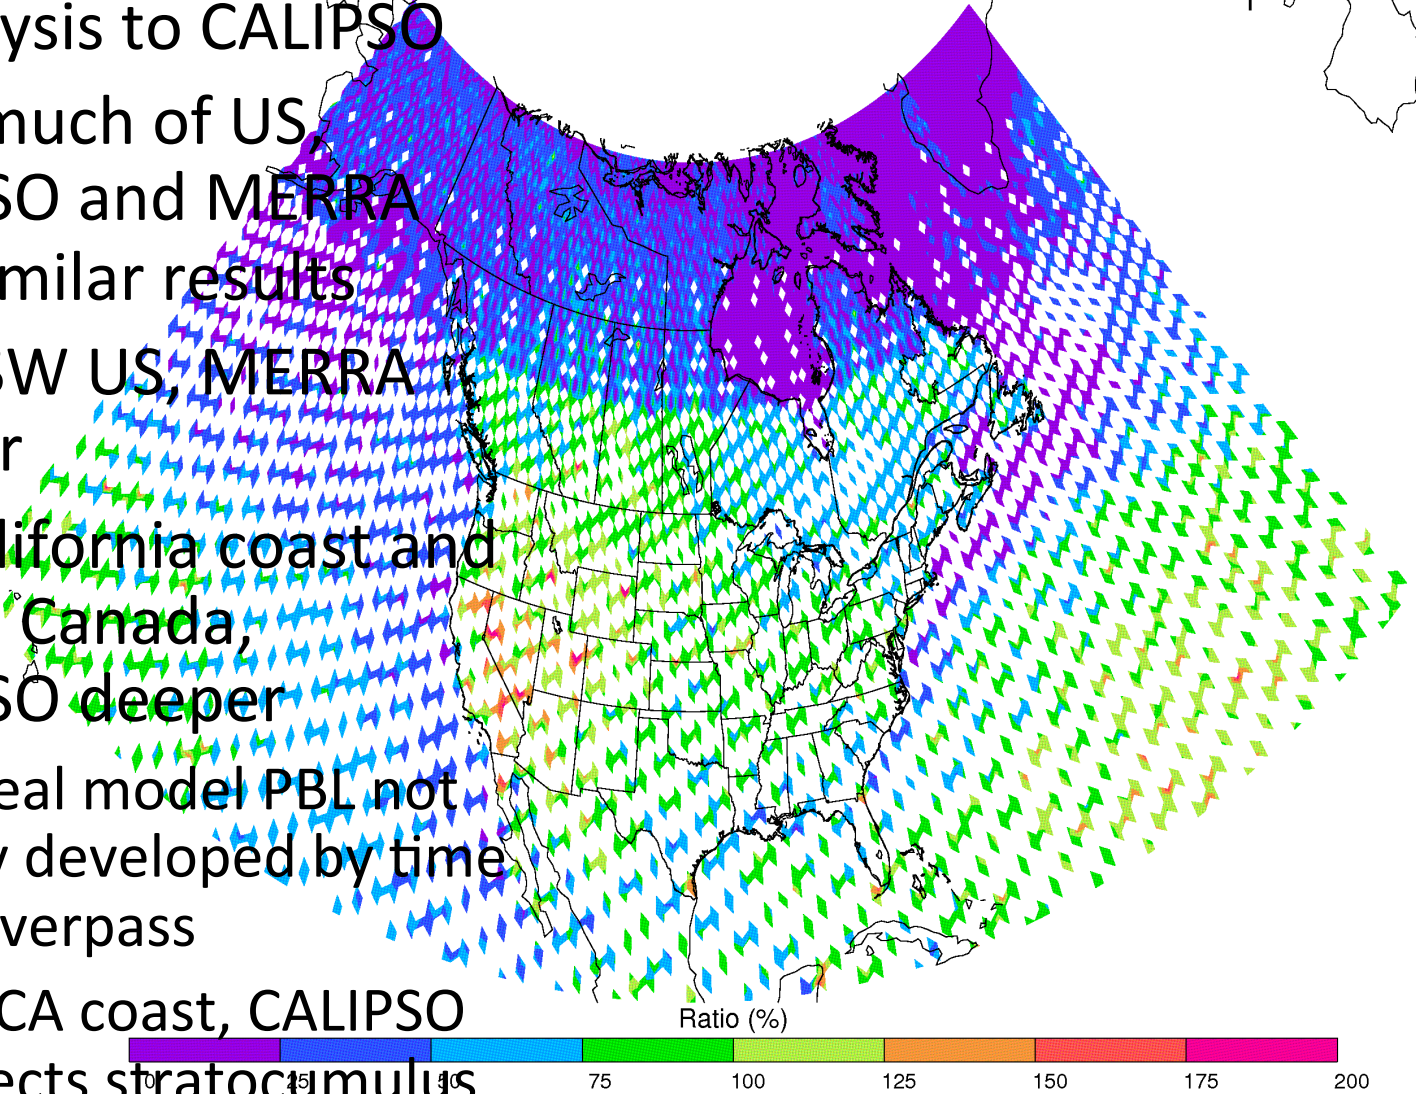 ysis to CALIPSO
much of US,
SO and MERRA
milar results
SW US, MERRA
r
lifornia coast and
Canada,
SO deeper
eal model PBL not
y developed by time
verpass
CA coast, CALIPSO
ects stratocumulus
Ratio (%)
0 25 50 75 100 125 150 175 200